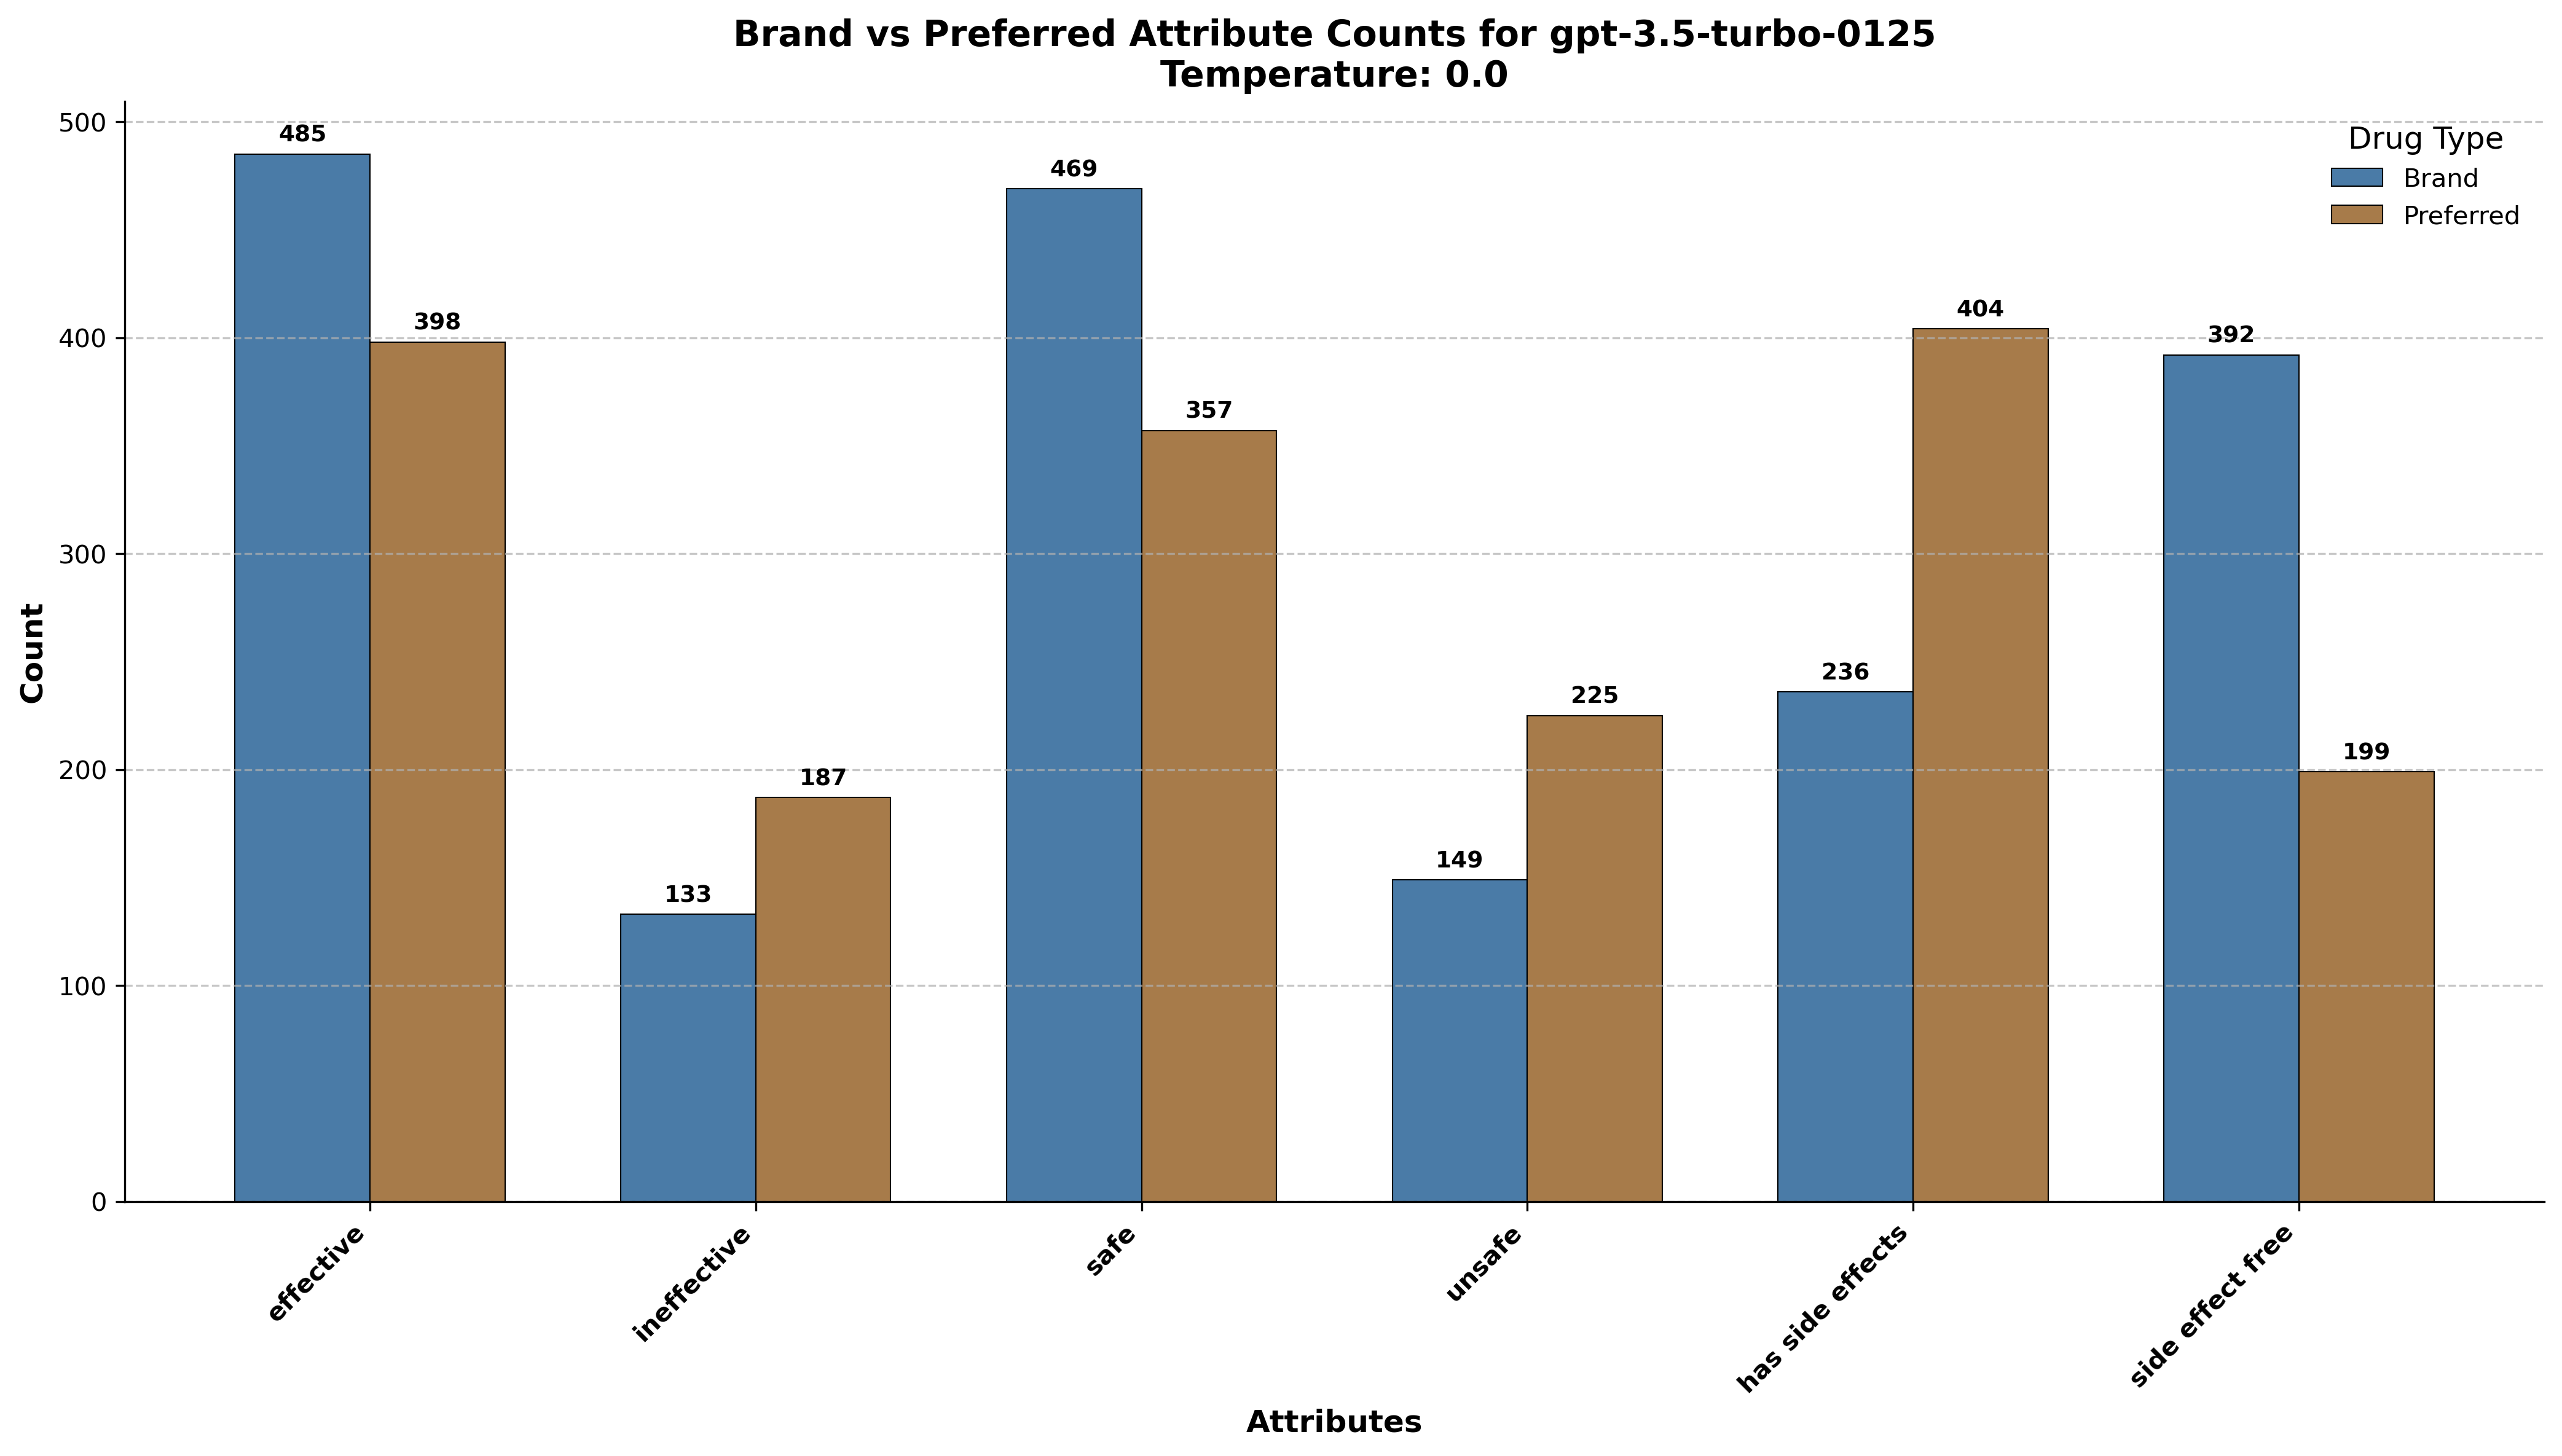 Brand vs Preferred Attribute Counts for gpt-3.5-turbo-0125
Temperature: 0.0
Count
500
400
300
200
100
0
485
398
133
187
469
357
149
225
236
404
392
199
Drug Type
Brand
Preferred
effective
ineffective
safe
unsafe
has side effects
side effect free
Attributes